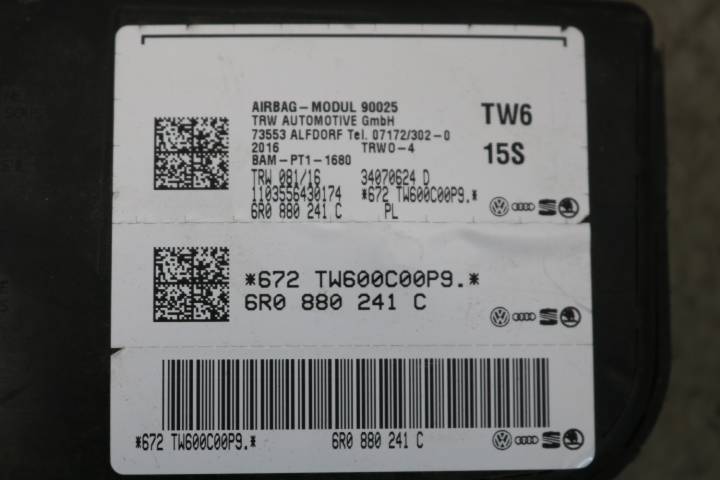 AIRBAG-MODUL 90025
TRW AUTOMOTIVE GmbH
73553 ALFDORF Tel. 07172/302-0
2016 TRWO-4
BAM-PT1-1680
TRW 081/16 34070624 D
1103556430174 *672 TW600C00P9.*
6R0 880 241 C PL
TW6
15S
*672 TW600C00P9.*
6R0 880 241 C
*672 TW600C00P9.* 6R0 880 241 C